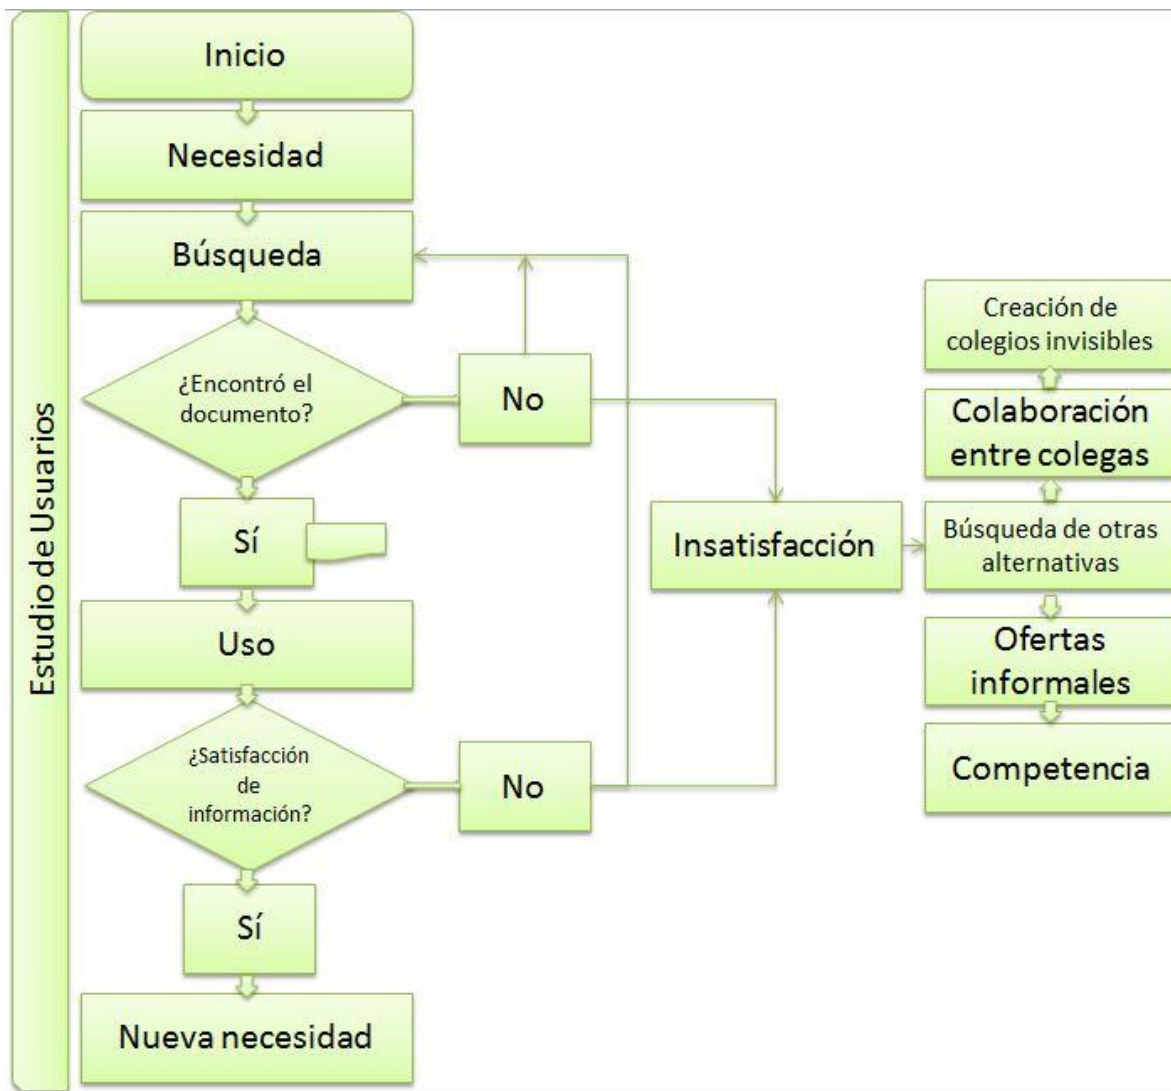 Estudio de Usuarios
Inicio
Necesidad
Búsqueda
¿Encontró el
documento?
No
Sí
Uso
¿Satisfacción
de
información?
No
Sí
Nueva necesidad
Insatisfacción
Creación de
colegios invisibles
Colaboración
entre colegas
Búsqueda de otras
alternativas
Ofertas
informales
Competencia